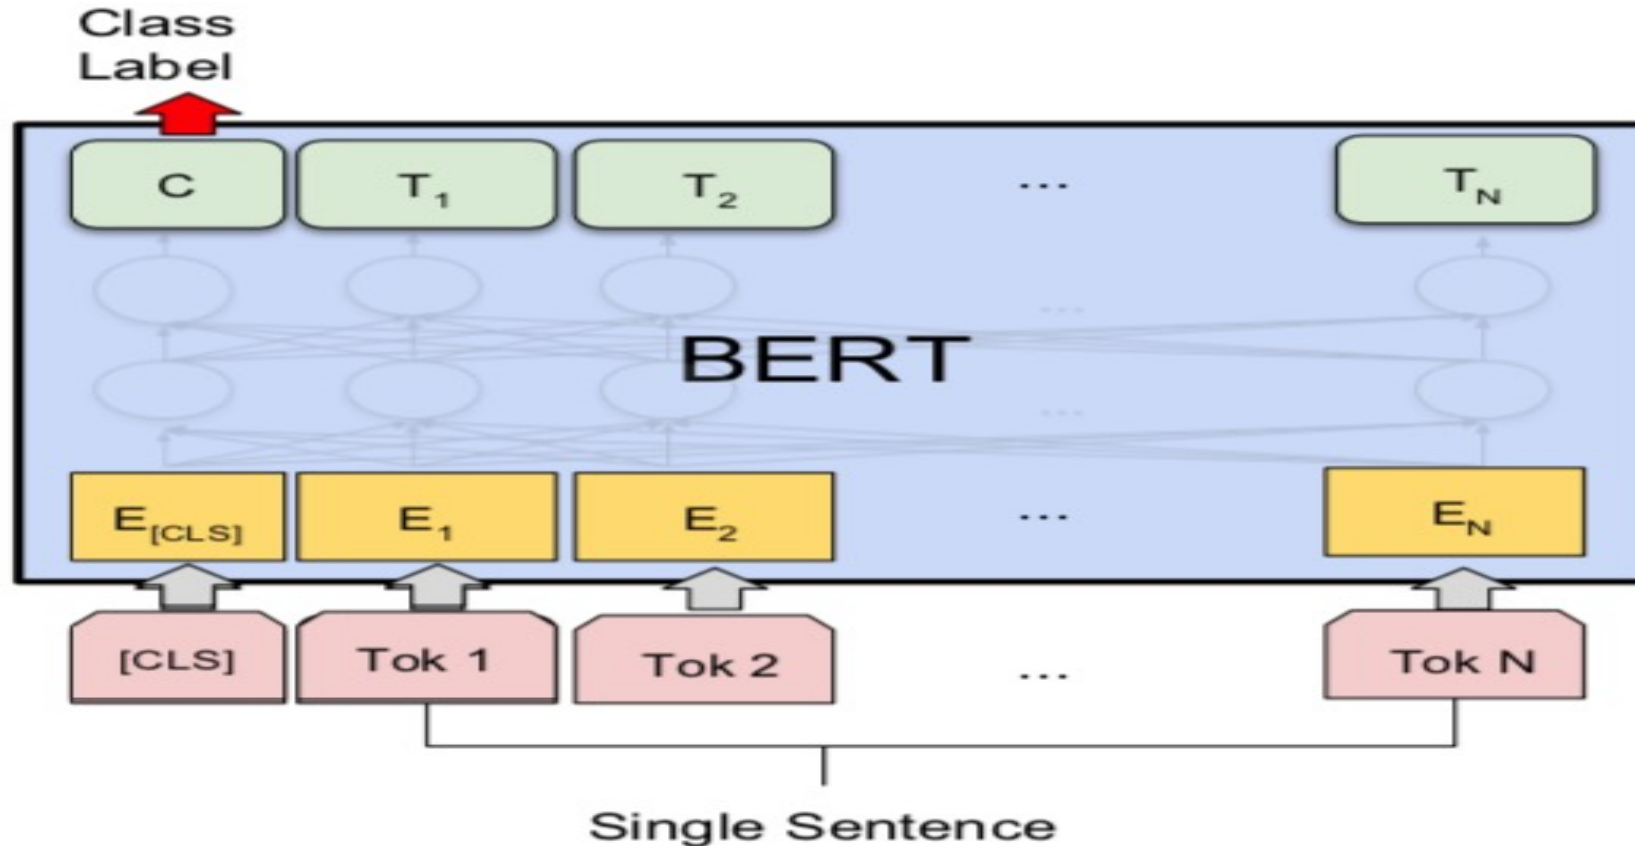 Class
Label
C T1 T2 ... TN
...
BERT
...
E[CLS] E1 E2 ... EN
[CLS] Tok 1 Tok 2 ... Tok N
Single Sentence